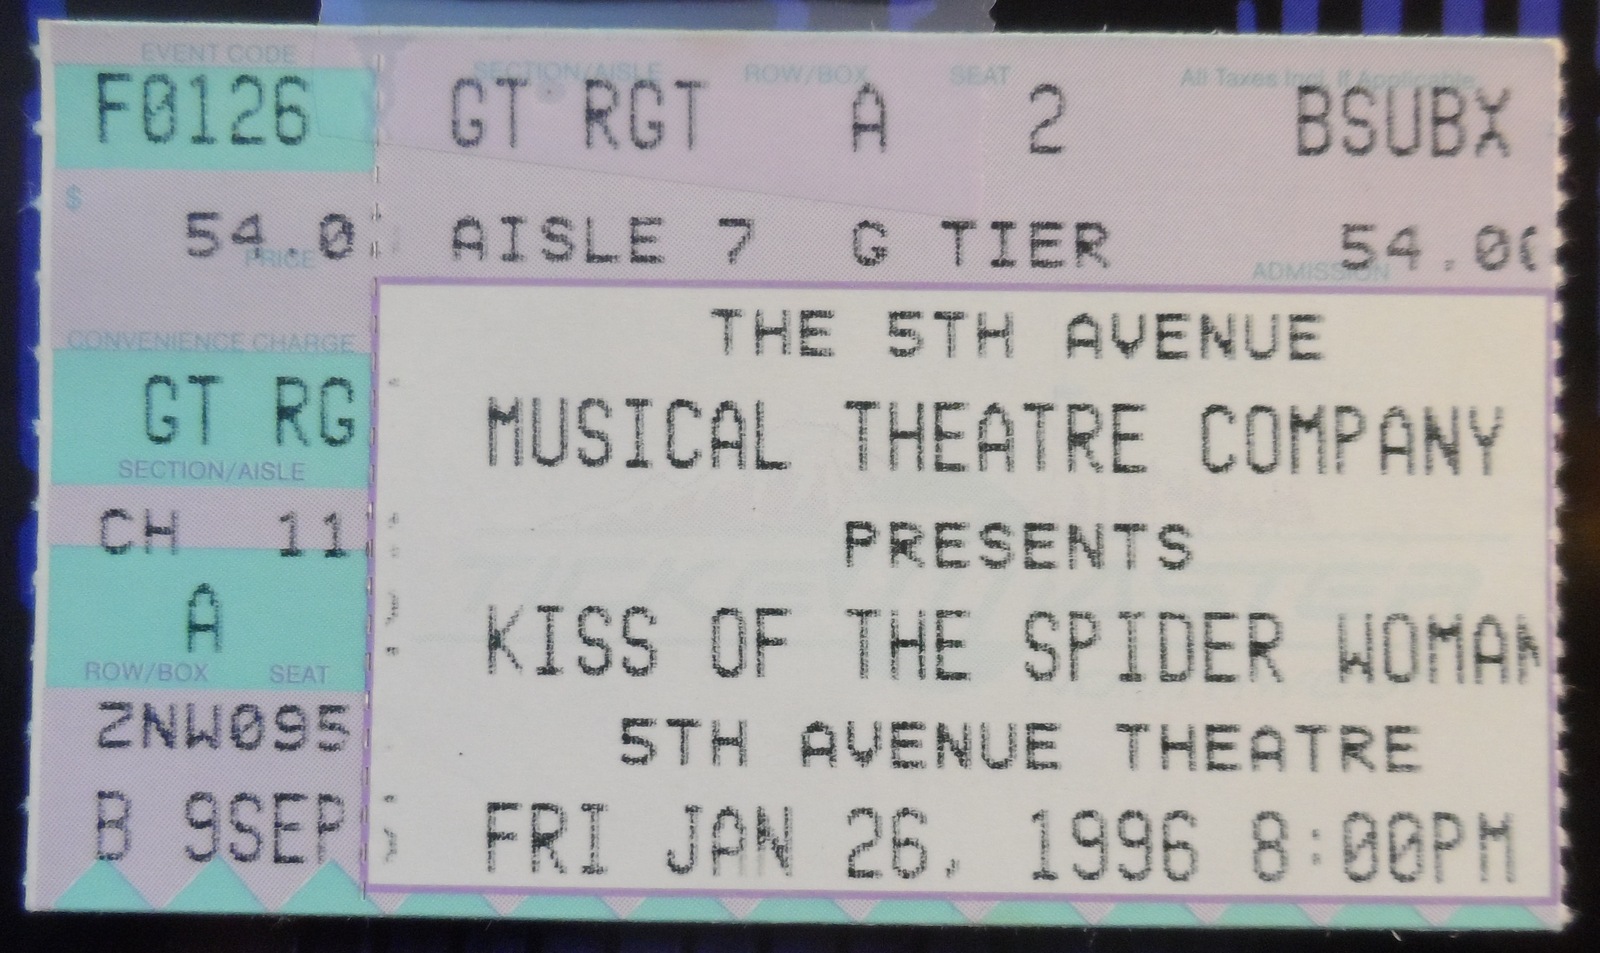 EVENT CODE SECTION/AISLE ROW/BOX SEAT All Taxes Incl. If Applicable
F0126 GT RGT A 2 BSUBX
$ 54.0 AISLE 7 G TIER 54.00
PRICE ADMISSION
CONVENIENCE CHARGE
GT RG
SECTION/AISLE
CH 11
A
ROW/BOX SEAT
2NW095
B 9SEP
THE 5TH AVENUE
MUSICAL THEATRE COMPANY
PRESENTS
KISS OF THE SPIDER WOMAN
5TH AVENUE THEATRE
FRI JAN 26, 1996 8:00PM